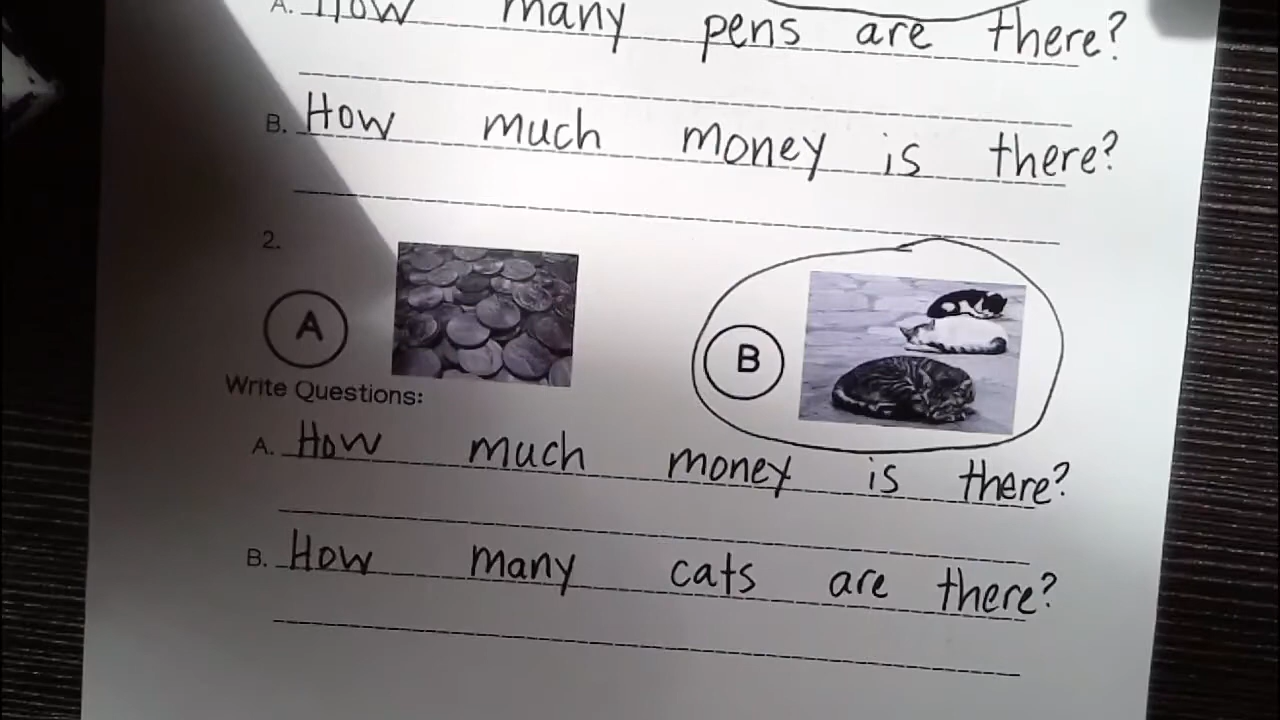 A. How many pens are there?
B. How much money is there?
2.
A
B
Write Questions:
A. How much money is there?
B. How many cats are there?